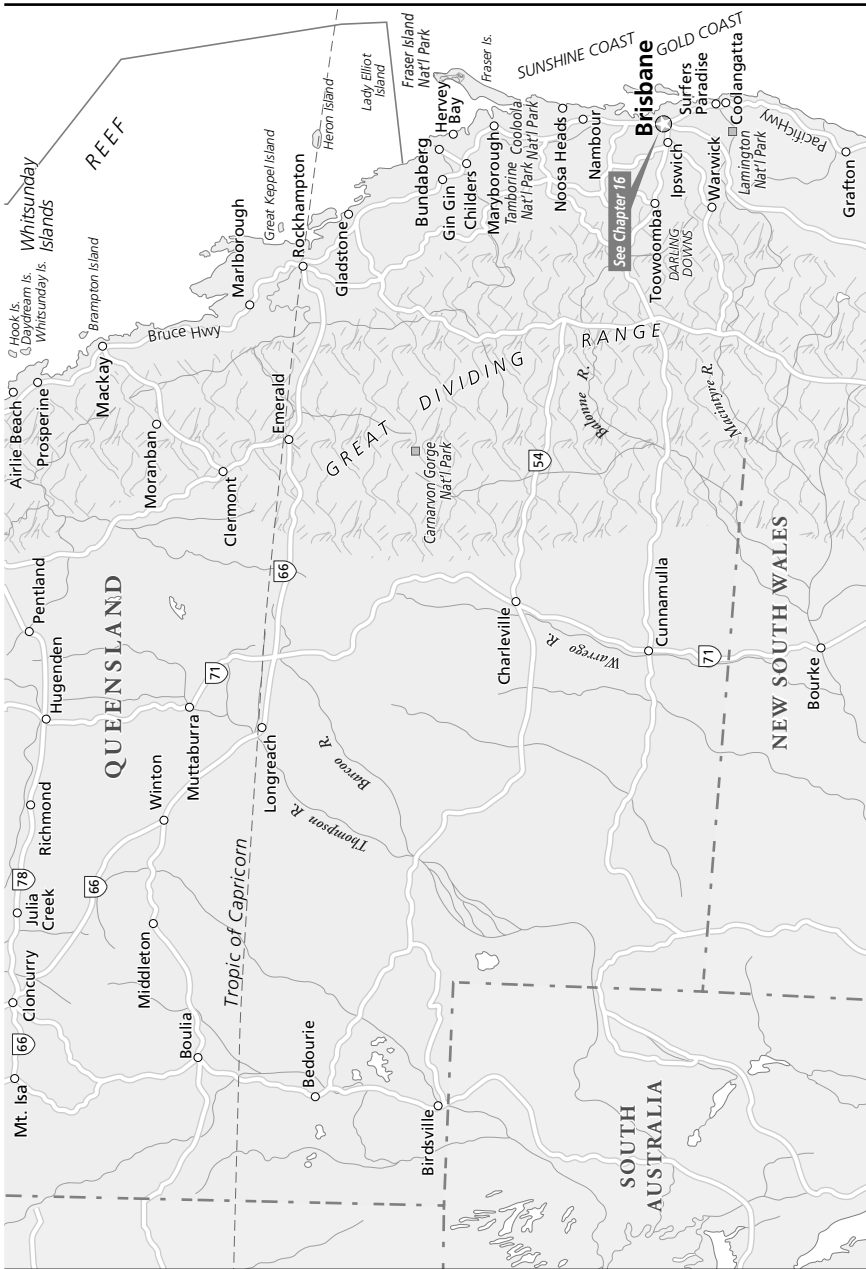 Whitsunday
Islands
Hook Is.
Daydream Is.
Whitsunday Is.
Airlie Beach
Prosperine
Brampton Island
Mackay
REEF
Mt. Isa
66
Cloncurry
78
Julia
Creek
Richmond
Hugenden
Pentland
QUEENSLAND
66
Winton
Middleton
Boulia
Muttaburra
71
Moranban
Clermont
Bruce Hwy
Marlborough
Great Keppel Island
Rockhampton
Heron Island
Tropic of Capricorn
Longreach
66
Emerald
Gladstone
Lady Elliot
Island
Bedourie
Thompson R.
Barcoo R.
GREAT DIVIDING RANGE
Carnarvon Gorge
Nat'l Park
Fraser Island
Nat'l Park
Fraser Is.
Hervey
Bay
Bundaberg
Gin Gin
Childers
Maryborough
Tamborine
Nat'l Park
Cooloola
Nat'l Park
Birdsville
Charleville
54
Warrego R.
Balonne R.
Noosa Heads
Nambour
SUNSHINE COAST
See Chapter 16
Brisbane
GOLD COAST
Ipswich
Toowoomba
DARLING
DOWNS
Surfers
Paradise
Coolangatta
Warwick
Lamington
Nat'l Park
Cunnamulla
71
Macintyre R.
SOUTH
AUSTRALIA
NEW SOUTH WALES
Bourke
PacificHwy
Grafton